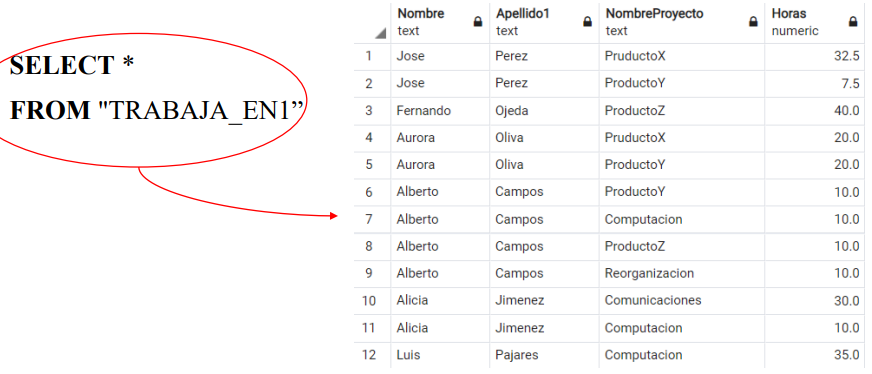 SELECT *
FROM "TRABAJA_EN1”
Nombre text Apellido1 text NombreProyecto text Horas numeric
1 Jose Perez PruductoX 32.5
2 Jose Perez ProductoY 7.5
3 Fernando Ojeda ProductoZ 40.0
4 Aurora Oliva PruductoX 20.0
5 Aurora Oliva ProductoY 20.0
6 Alberto Campos ProductoY 10.0
7 Alberto Campos Computacion 10.0
8 Alberto Campos ProductoZ 10.0
9 Alberto Campos Reorganizacion 10.0
10 Alicia Jimenez Comunicaciones 30.0
11 Alicia Jimenez Computacion 10.0
12 Luis Pajares Computacion 35.0